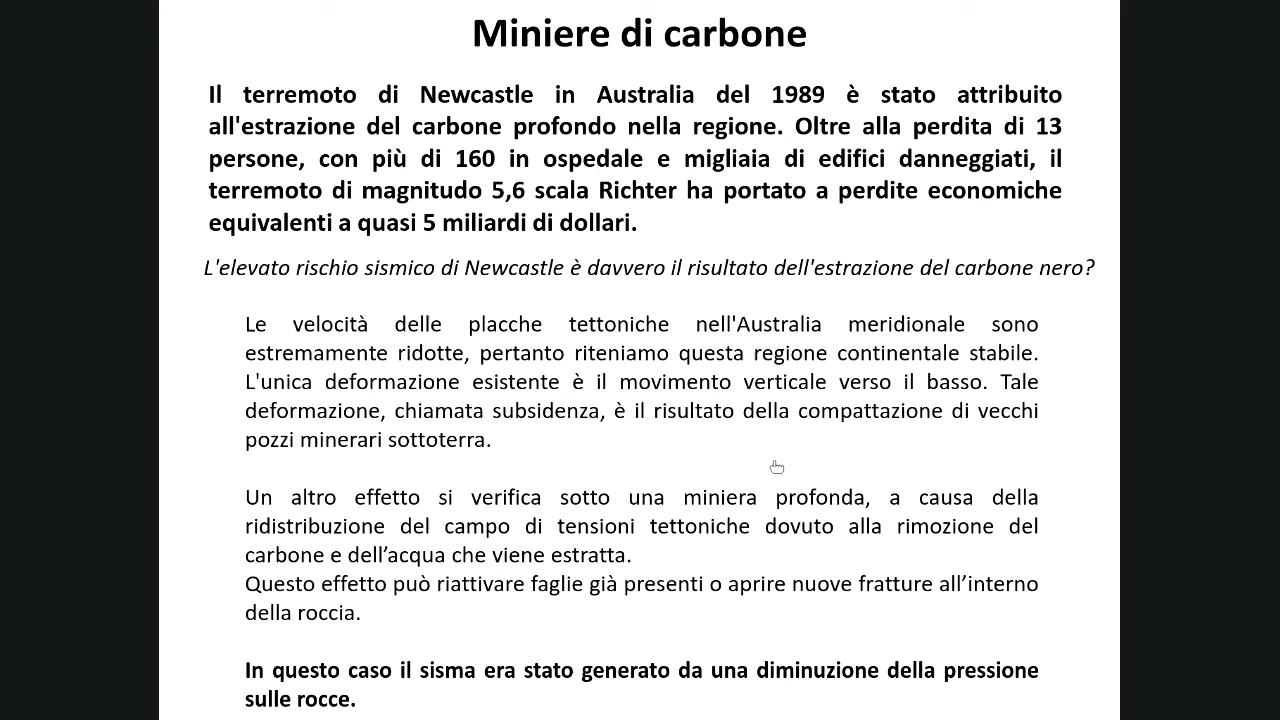 Miniere di carbone
Il terremoto di Newcastle in Australia del 1989 è stato attribuito
all'estrazione del carbone profondo nella regione. Oltre alla perdita di 13
persone, con più di 160 in ospedale e migliaia di edifici danneggiati, il
terremoto di magnitudo 5,6 scala Richter ha portato a perdite economiche
equivalenti a quasi 5 miliardi di dollari.
L'elevato rischio sismico di Newcastle è davvero il risultato dell'estrazione del carbone nero?
Le velocità delle placche tettoniche nell'Australia meridionale sono
estremamente ridotte, pertanto riteniamo questa regione continentale stabile.
L'unica deformazione esistente è il movimento verticale verso il basso. Tale
deformazione, chiamata subsidenza, è il risultato della compattazione di vecchi
pozzi minerari sottoterra.
Un altro effetto si verifica sotto una miniera profonda, a causa della
ridistribuzione del campo di tensioni tettoniche dovuto alla rimozione del
carbone e dell’acqua che viene estratta.
Questo effetto può riattivare faglie già presenti o aprire nuove fratture all’interno
della roccia.
In questo caso il sisma era stato generato da una diminuzione della pressione
sulle rocce.